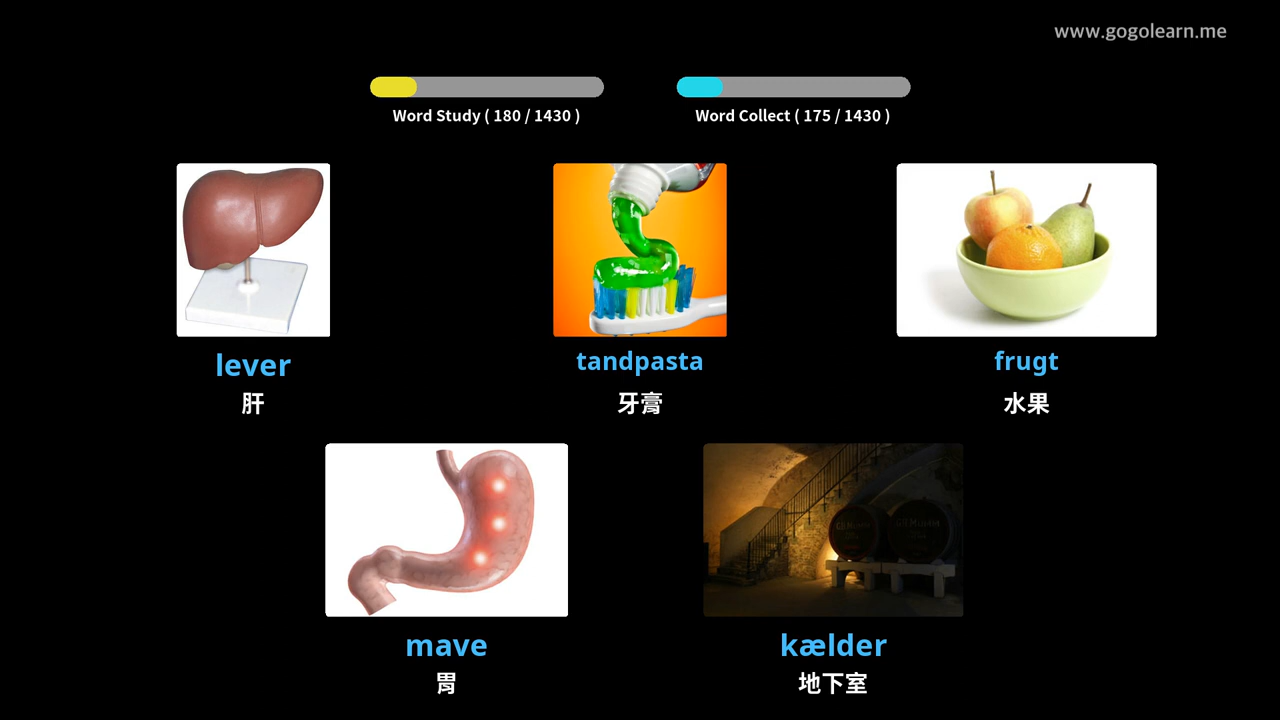 www.gogolearn.me
Word Study ( 180 / 1430 )
Word Collect ( 175 / 1430 )
lever
肝
tandpasta
牙膏
frugt
水果
mave
胃
kælder
地下室